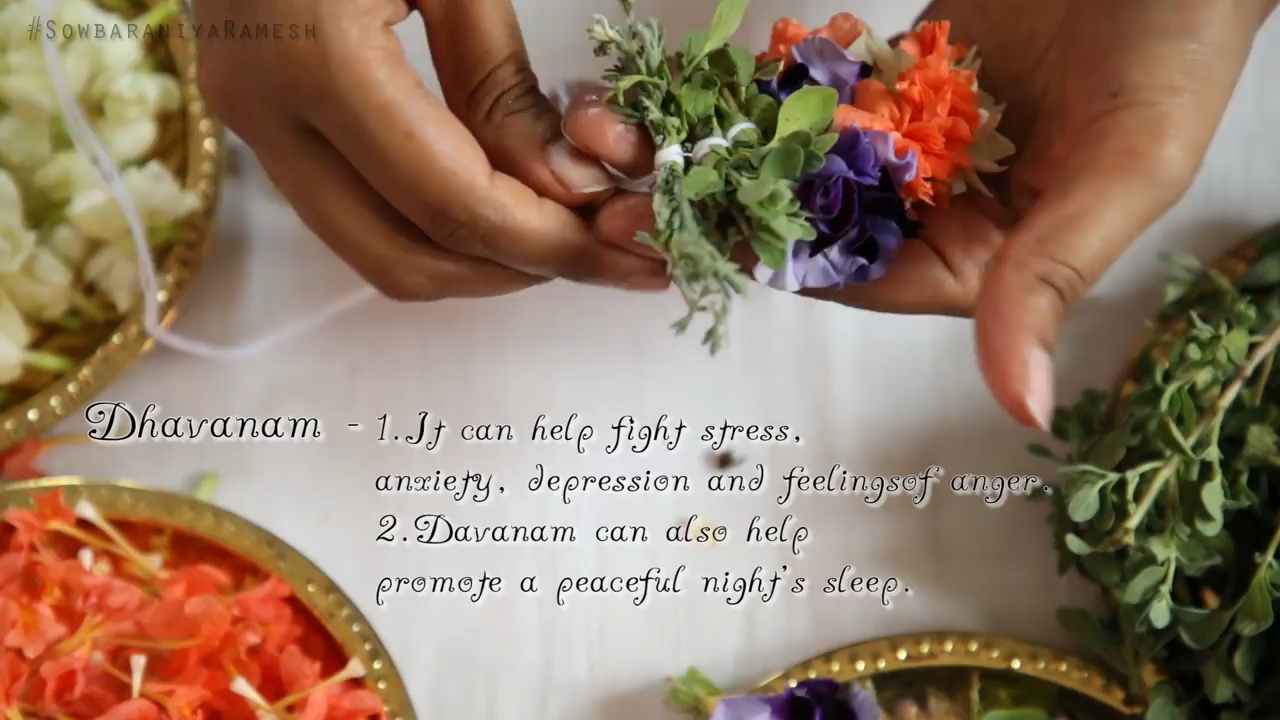 #SowbaraniyaRamesh
Dhavanam - 1.It can help fight stress,
anxiety, depression and feelingsof anger.
2.Davanam can also help
promote a peaceful night's sleep.